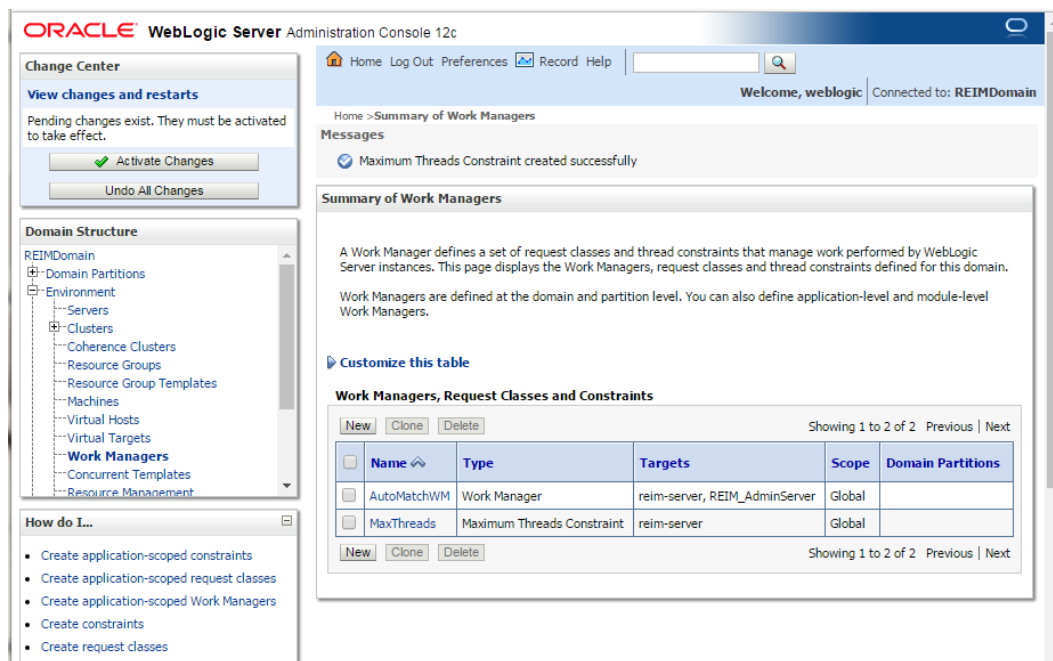 ORACLE WebLogic Server Administration Console 12c
Change Center
View changes and restarts
Pending changes exist. They must be activated
to take effect.
Activate Changes
Undo All Changes
Domain Structure
REIMDomain
Domain Partitions
Environment
Servers
Clusters
Coherence Clusters
Resource Groups
Resource Group Templates
Machines
Virtual Hosts
Virtual Targets
Work Managers
Concurrent Templates
Resource Management
How do I...
Create application-scoped constraints
Create application-scoped request classes
Create application-scoped Work Managers
Create constraints
Create request classes
Home Log Out Preferences Record Help
Welcome, weblogic Connected to: REIMDomain
Home >Summary of Work Managers
Messages
Maximum Threads Constraint created successfully
Summary of Work Managers
A Work Manager defines a set of request classes and thread constraints that manage work performed by WebLogic
Server instances. This page displays the Work Managers, request classes and thread constraints defined for this domain.
Work Managers are defined at the domain and partition level. You can also define application-level and module-level
Work Managers.
Customize this table
Work Managers, Request Classes and Constraints
New Clone Delete Showing 1 to 2 of 2 Previous | Next
Name Type Targets Scope Domain Partitions
AutoMatchWM Work Manager reim-server, REIM_AdminServer Global
MaxThreads Maximum Threads Constraint reim-server Global
New Clone Delete Showing 1 to 2 of 2 Previous | Next